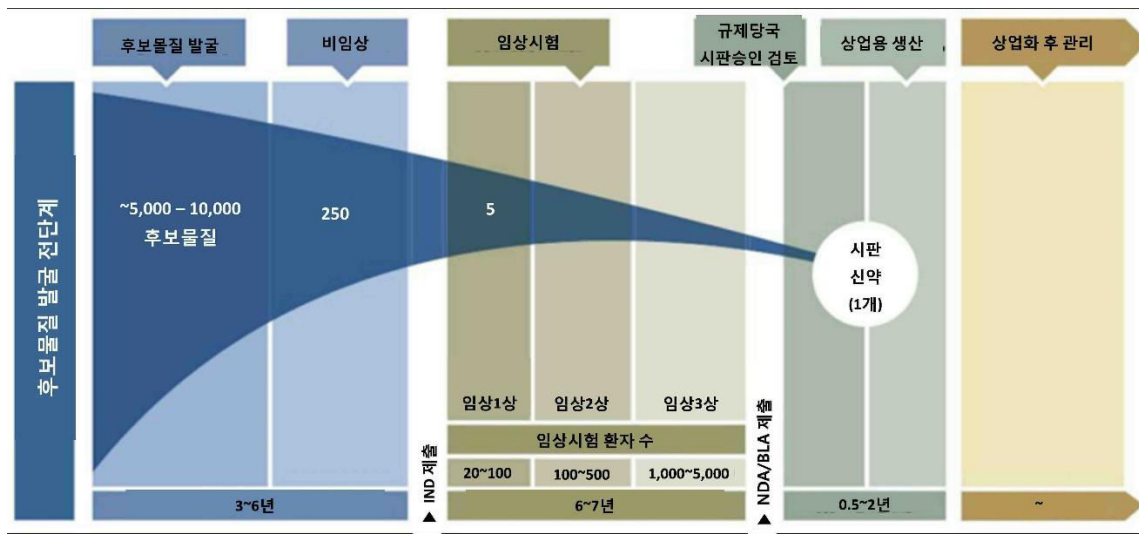 후보물질 발굴
비임상
임상시험
규제당국
시판승인 검토
상업용 생산
상업화 후 관리
후보물질 발굴 전단계
~5,000 – 10,000
후보물질
250
5
시판
신약
(1개)
임상1상
임상2상
임상3상
임상시험 환자 수
20~100
100~500
1,000~5,000
3~6년
▲ IND 제출
6~7년
▲ NDA/BLA 제출
0.5~2년
~